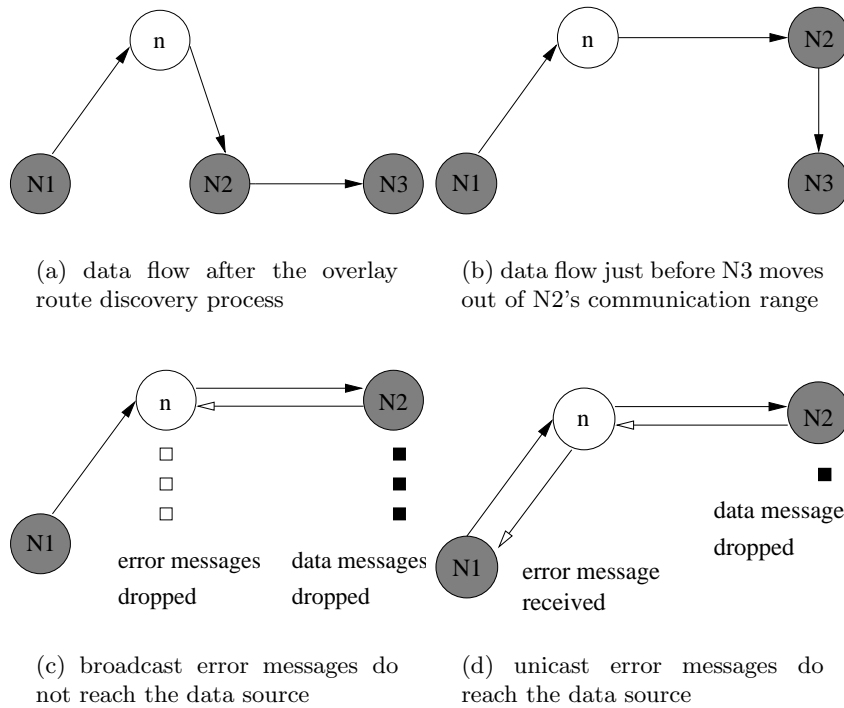 n
N1
N2
N3
(a) data flow after the overlay
route discovery process
n
N2
N1
N3
(b) data flow just before N3 moves
out of N2's communication range
n
N2
N1
error messages
dropped
data messages
dropped
(c) broadcast error messages do
not reach the data source
n
N2
data message
dropped
N1
error message
received
(d) unicast error messages do
reach the data source